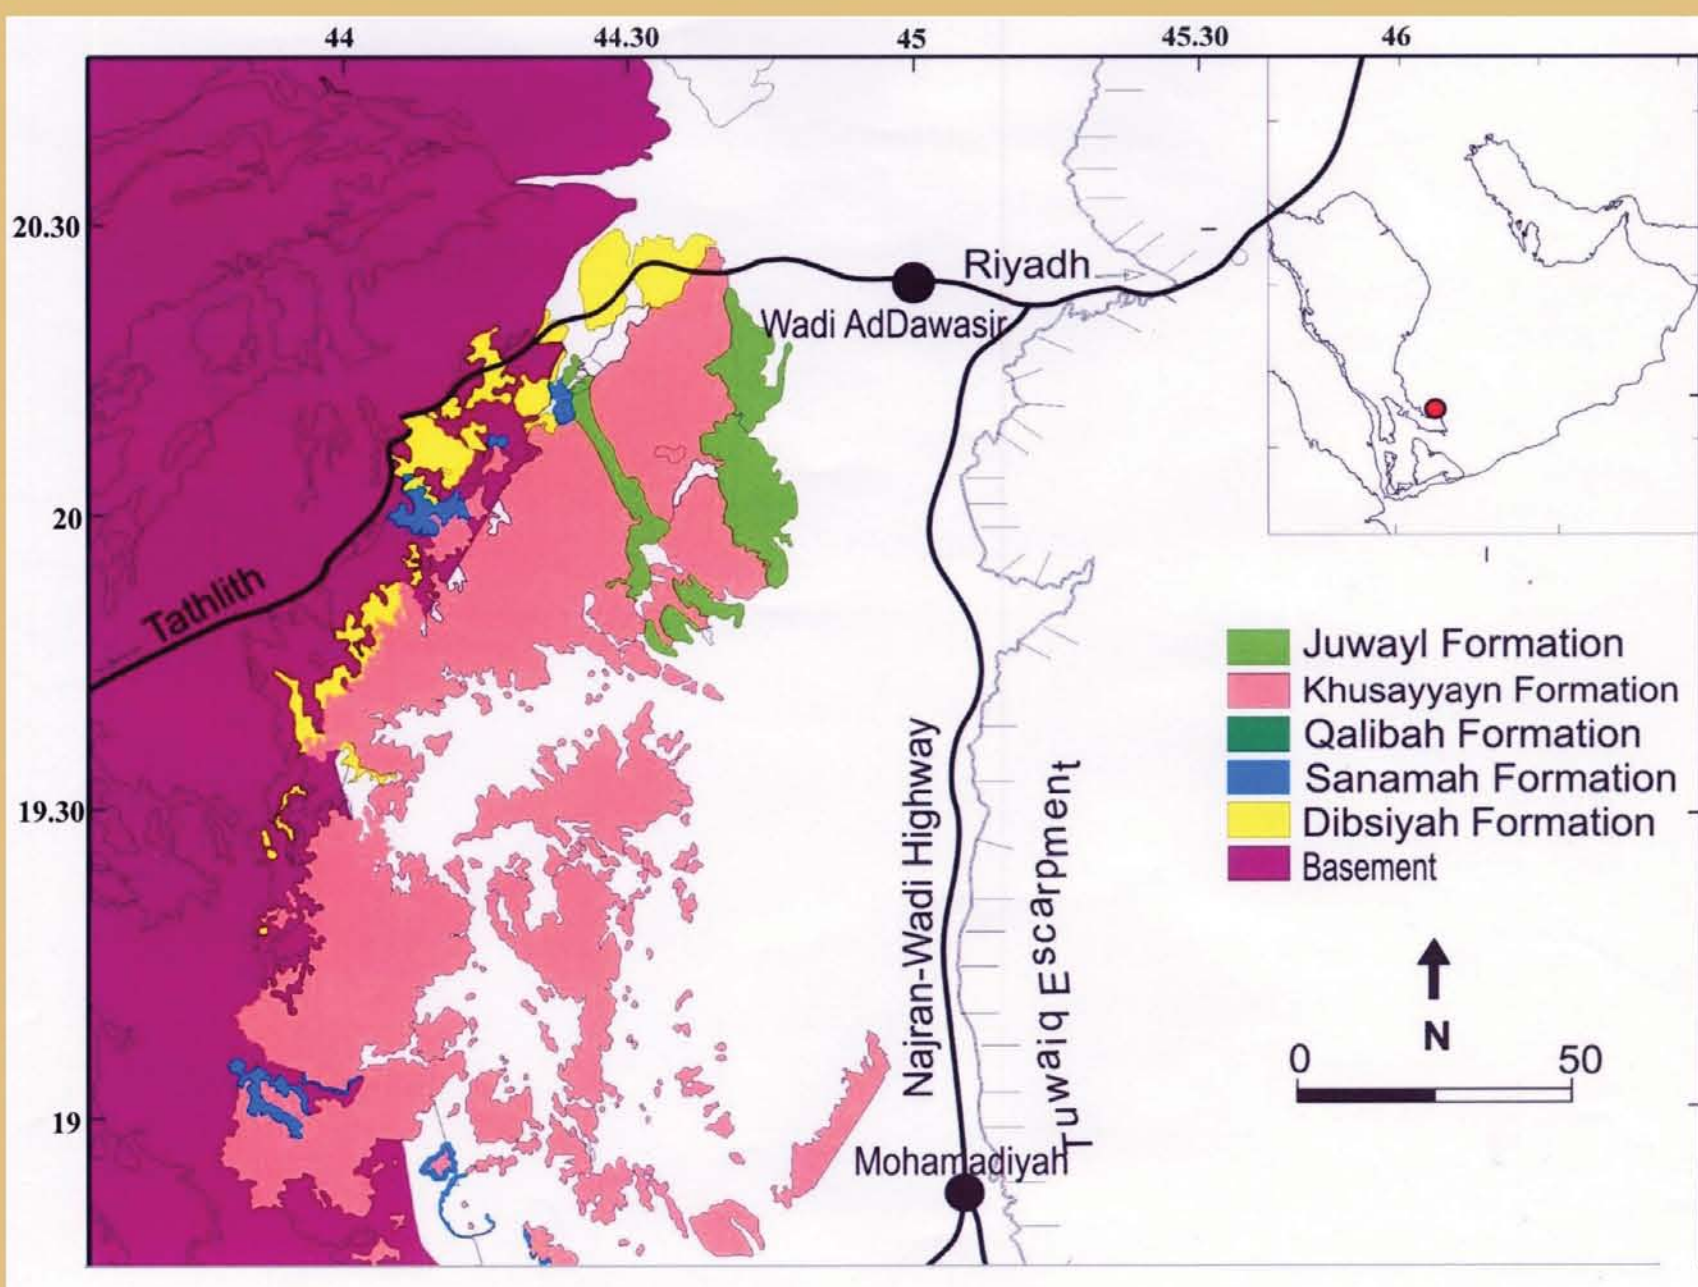 44 44.30 45 45.30 46
20.30
20
19.30
19
Riyadh
Wadi AdDawasir
Tathlith
Najran-Wadi Highway
Tuwaiq Escarpment
Mohamadiyah
Juwayl Formation
Khusayyayn Formation
Qalibah Formation
Sanamah Formation
Dibsiyah Formation
Basement
N
0 50